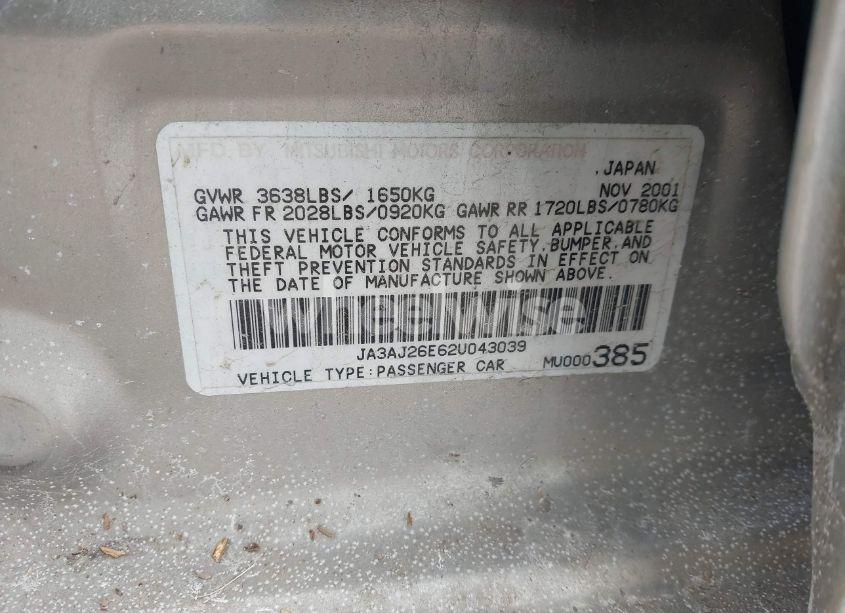 MFD BY MITSUBISHI MOTORS CORPORATION
.JAPAN
GVWR 3638LBS/ 1650KG NOV 2001
GAWR FR 2028LBS/0920KG GAWR RR 1720LBS/0780KG
THIS VEHICLE CONFORMS TO ALL APPLICABLE
FEDERAL MOTOR VEHICLE SAFETY.BUMPER.AND
THEFT PREVENTION STANDARDS IN EFFECT ON
THE DATE OF MANUFACTURE SHOWN ABOVE.
wheelwise
JA3AJ26E62U043039
MU000385
VEHICLE TYPE:PASSENGER CAR